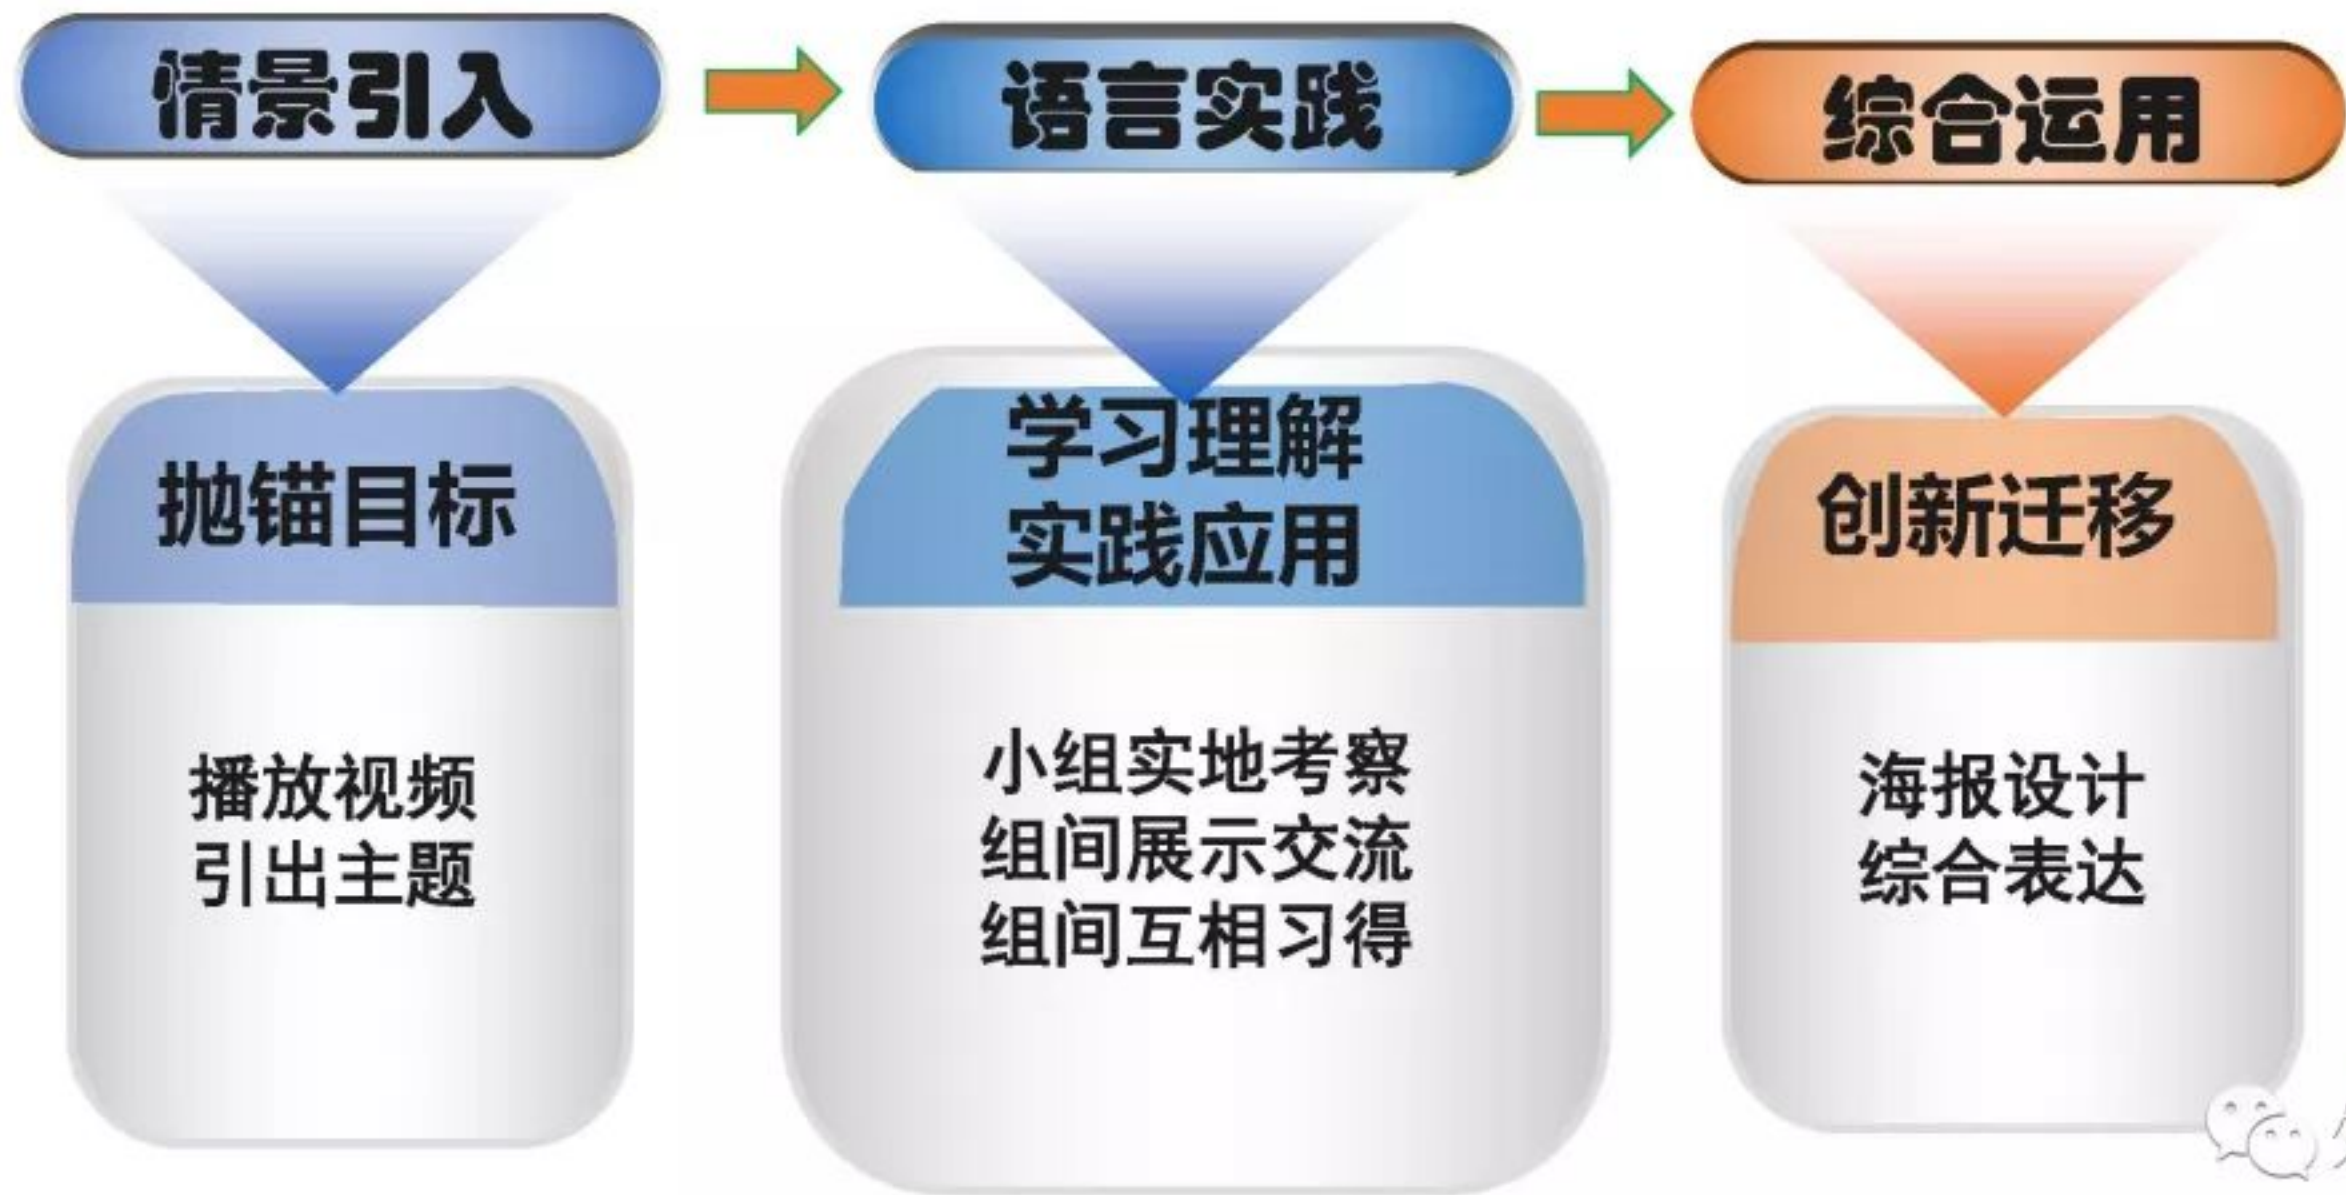 情景引入
语言实践
综合运用
抛锚目标
播放视频
引出主题
学习理解
实践应用
小组实地考察
组间展示交流
组间互相习得
创新迁移
海报设计
综合表达